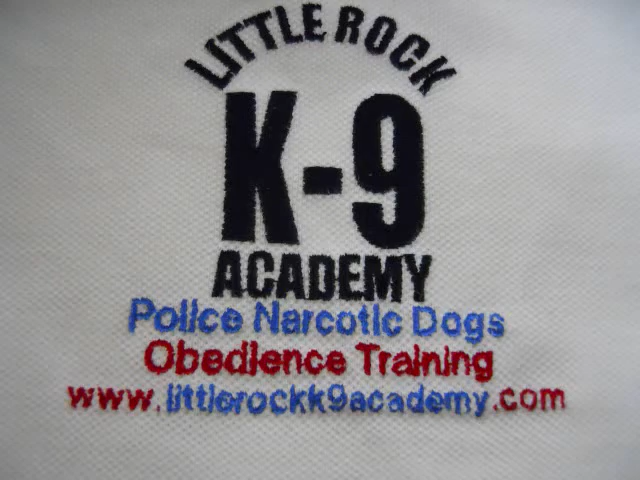 LITTLE ROCK
K-9
ACADEMY
Police Narcotic Dogs
Obedience Training
www.littlerockk9academy.com